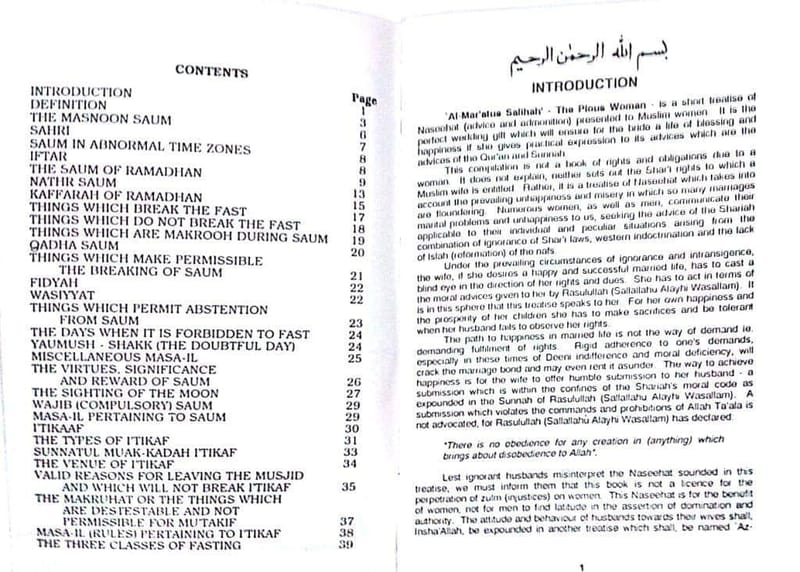 CONTENTS
Page
INTRODUCTION 1
DEFINITION 3
THE MASNOON SAUM 6
SAHRI 7
SAUM IN ABNORMAL TIME ZONES 8
IFTAR 8
THE SAUM OF RAMADHAN 9
NATHR SAUM 13
KAFFARAH OF RAMADHAN 15
THINGS WHICH BREAK THE FAST 17
THINGS WHICH DO NOT BREAK THE FAST 18
THINGS WHICH ARE MAKROOH DURING SAUM 19
QADHA SAUM 20
THINGS WHICH MAKE PERMISSIBLE
THE BREAKING OF SAUM 21
FIDYAH 22
WASIYYAT 22
THINGS WHICH PERMIT ABSTENTION
FROM SAUM 23
THE DAYS WHEN IT IS FORBIDDEN TO FAST 24
YAUMUSH - SHAKK (THE DOUBTFUL DAY) 24
MISCELLANEOUS MASA-IL 25
THE VIRTUES, SIGNIFICANCE
AND REWARD OF SAUM 26
THE SIGHTING OF THE MOON 27
WAJIB (COMPULSORY) SAUM 29
MASA-IL PERTAINING TO SAUM 29
I'TIKAAF 30
THE TYPES OF I'TIKAF 31
SUNNATUL MUAK-KADAH I'TIKAF 33
THE VENUE OF I'TIKAF 34
VALID REASONS FOR LEAVING THE MUSJID
AND WHICH WILL NOT BREAK I'TIKAF 35
THE MAKRUHAT OR THE THINGS WHICH
ARE DESTESTABLE AND NOT
PERMISSIBLE FOR MU'TAKIF 37
MASA-IL (RULES) PERTAINING TO I'TIKAF 38
THE THREE CLASSES OF FASTING 39
بسم الله الرحمن الرحيم
INTRODUCTION
'Al-Mar'atus Salihah' - The Pious Woman - is a short treatise of
Naseehat (advice and admonition) presented to Muslim women. It is the
perfect wedding gift which will ensure for the bride a life of blessing and
happiness if she gives practical expression to its advices which are the
advices of the Qur'an and Sunnah.
This compilation is not a book of rights and obligations due to a
woman. It does not explain, neither sets out the Shar'i rights to which a
Muslim wife is entitled. Rather, it is a treatise of Naseehat which takes into
account the prevailing unhappiness and misery in which so many marriages
are floundering. Numerous women, as well as men, communicate their
marital problems and unhappiness to us, seeking the advice of the Shariah
applicable to their individual and peculiar situations arising from the
combination of ignorance of Shar'i laws, western indoctrination and the lack
of Islah (reformation) of the nafs.
Under the prevailing circumstances of ignorance and intransigence,
the wife, if she desires a happy and successful married life, has to cast a
blind eye in the direction of her rights and dues. She has to act in terms of
the moral advices given to her by Rasulullah (Sallallahu Alayhi Wasallam). It
is in this sphere that this treatise speaks to her. For her own happiness and
the prosperity of her children she has to make sacrifices and be tolerant
when her husband fails to observe her rights.
The path to happiness in married life is not the way of demand ie.
demanding fulfilment of rights. Rigid adherence to one's demands,
especially in these times of Deeni indifference and moral deficiency, will
crack the marriage bond and may even rent it asunder. The way to achieve
happiness is for the wife to offer humble submission to her husband - a
submission which is within the confines of the Shariah's moral code as
expounded in the Sunnah of Rasulullah (Sallallahu Alayhi Wasallam). A
submission which violates the commands and prohibitions of Allah Ta'ala is
not advocated, for Rasulullah (Sallallahu Alayhi Wasallam) has declared:
"There is no obedience for any creation in (anything) which
brings about disobedience to Allah".
Lest ignorant husbands misinterpret the Naseehat sounded in this
treatise, we must inform them that this book is not a licence for the
perpetration of zulm (injustices) on women. This Naseehat is for the benefit
of women, not for men to find latitude in the assertion of domination and
authority. The attitude and behaviour of husbands towards their wives shall,
Insha'Allah, be expounded in another treatise which shall, be named 'Az-
1